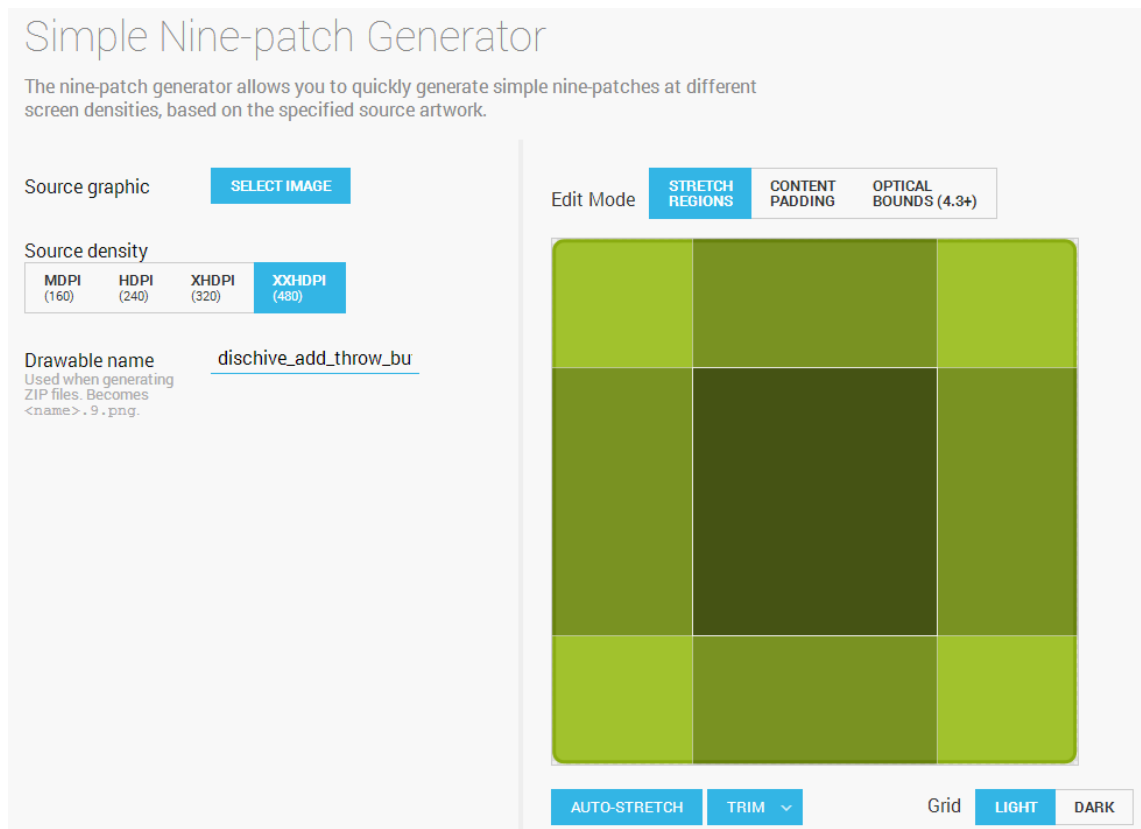 Simple Nine-patch Generator
The nine-patch generator allows you to quickly generate simple nine-patches at different
screen densities, based on the specified source artwork.
Source graphic
SELECT IMAGE
Source density
MDPI
(160)
HDPI
(240)
XHDPI
(320)
XXHDPI
(480)
Drawable name
Used when generating
ZIP files. Becomes
<name>.9.png.
dischive_add_throw_bu
Edit Mode
STRETCH
REGIONS
CONTENT
PADDING
OPTICAL
BOUNDS (4.3+)
AUTO-STRETCH
TRIM
Grid
LIGHT
DARK